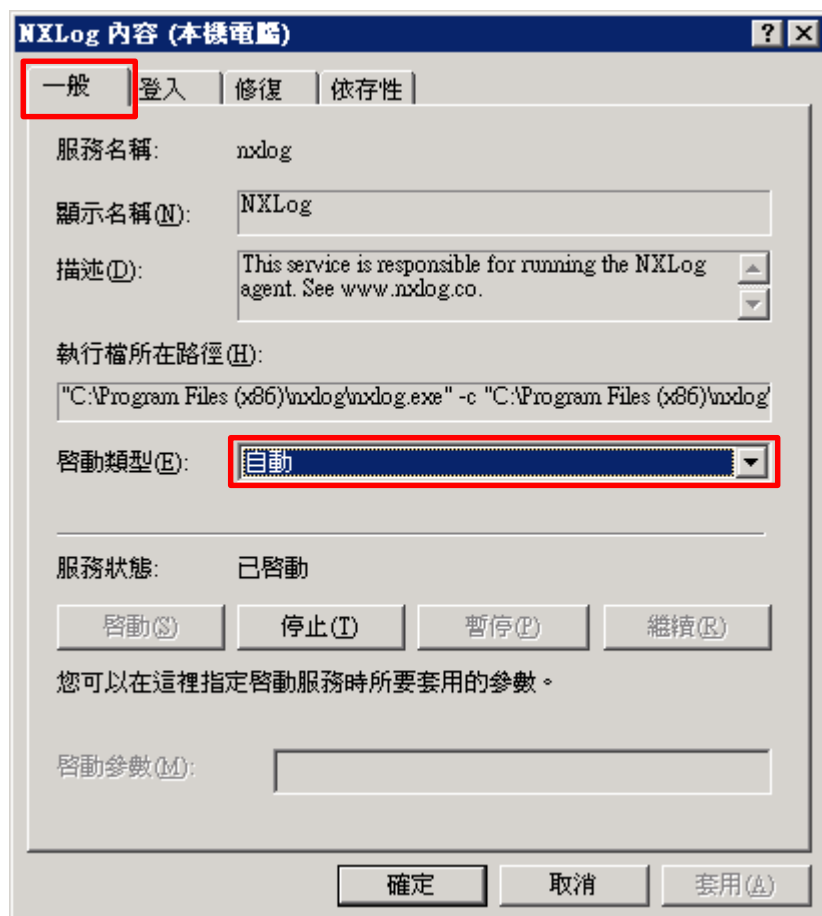 NXLog 內容 (本機電腦)
一般 登入 修復 依存性
服務名稱: nxlog
顯示名稱(N): NXLog
描述(D): This service is responsible for running the NXLog
agent. See www.nxlog.co.
執行檔所在路徑(H):
"C:\Program Files (x86)\nxlog\nxlog.exe" -c "C:\Program Files (x86)\nxlog\
啓動類型(E): 自動
服務狀態: 已啓動
啓動(S) 停止(T) 暫停(P) 繼續(R)
您可以在這裡指定啓動服務時所要套用的參數。
啓動參數(M):
確定 取消 套用(A)